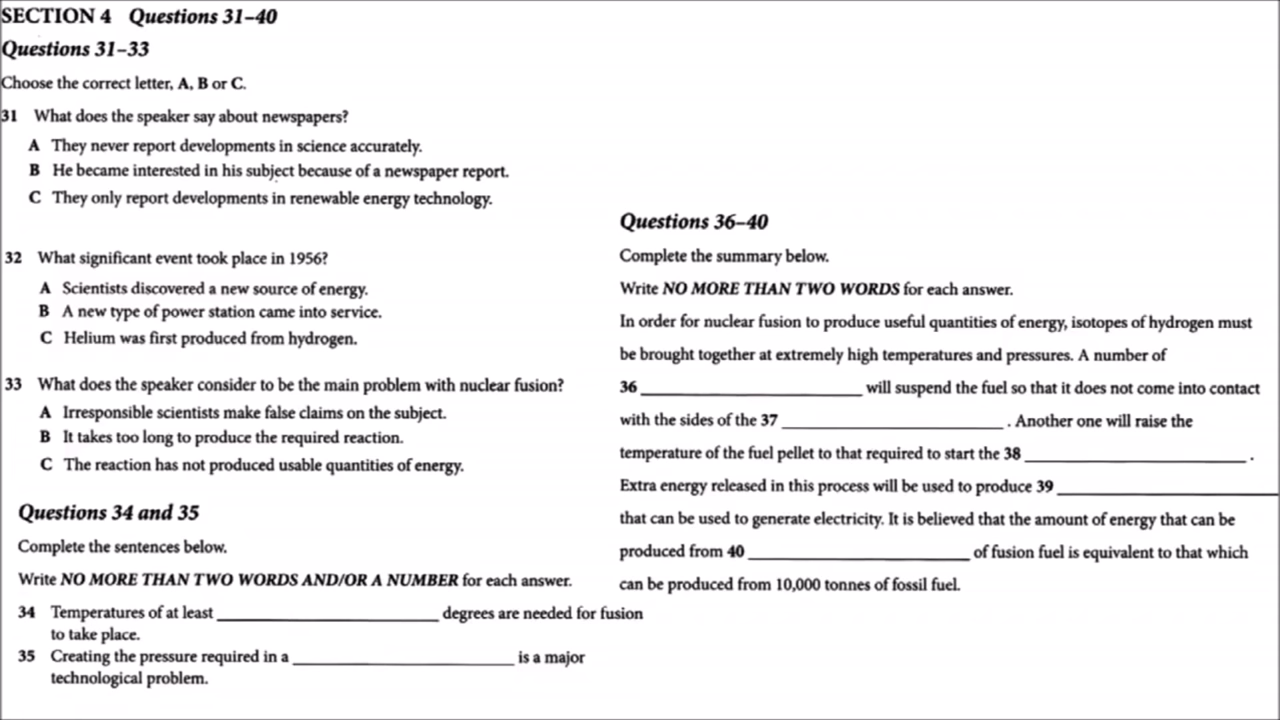 SECTION 4 Questions 31–40
Questions 31–33
Choose the correct letter, A, B or C.
31 What does the speaker say about newspapers?
A They never report developments in science accurately.
B He became interested in his subject because of a newspaper report.
C They only report developments in renewable energy technology.
32 What significant event took place in 1956?
A Scientists discovered a new source of energy.
B A new type of power station came into service.
C Helium was first produced from hydrogen.
33 What does the speaker consider to be the main problem with nuclear fusion?
A Irresponsible scientists make false claims on the subject.
B It takes too long to produce the required reaction.
C The reaction has not produced usable quantities of energy.
Questions 34 and 35
Complete the sentences below.
Write NO MORE THAN TWO WORDS AND/OR A NUMBER for each answer.
34 Temperatures of at least ____________ degrees are needed for fusion
to take place.
35 Creating the pressure required in a ____________ is a major
technological problem.
Questions 36–40
Complete the summary below.
Write NO MORE THAN TWO WORDS for each answer.
In order for nuclear fusion to produce useful quantities of energy, isotopes of hydrogen must
be brought together at extremely high temperatures and pressures. A number of
36 ____________ will suspend the fuel so that it does not come into contact
with the sides of the 37 ____________ . Another one will raise the
temperature of the fuel pellet to that required to start the 38 ____________ .
Extra energy released in this process will be used to produce 39 ____________
that can be used to generate electricity. It is believed that the amount of energy that can be
produced from 40 ____________ of fusion fuel is equivalent to that which
can be produced from 10,000 tonnes of fossil fuel.